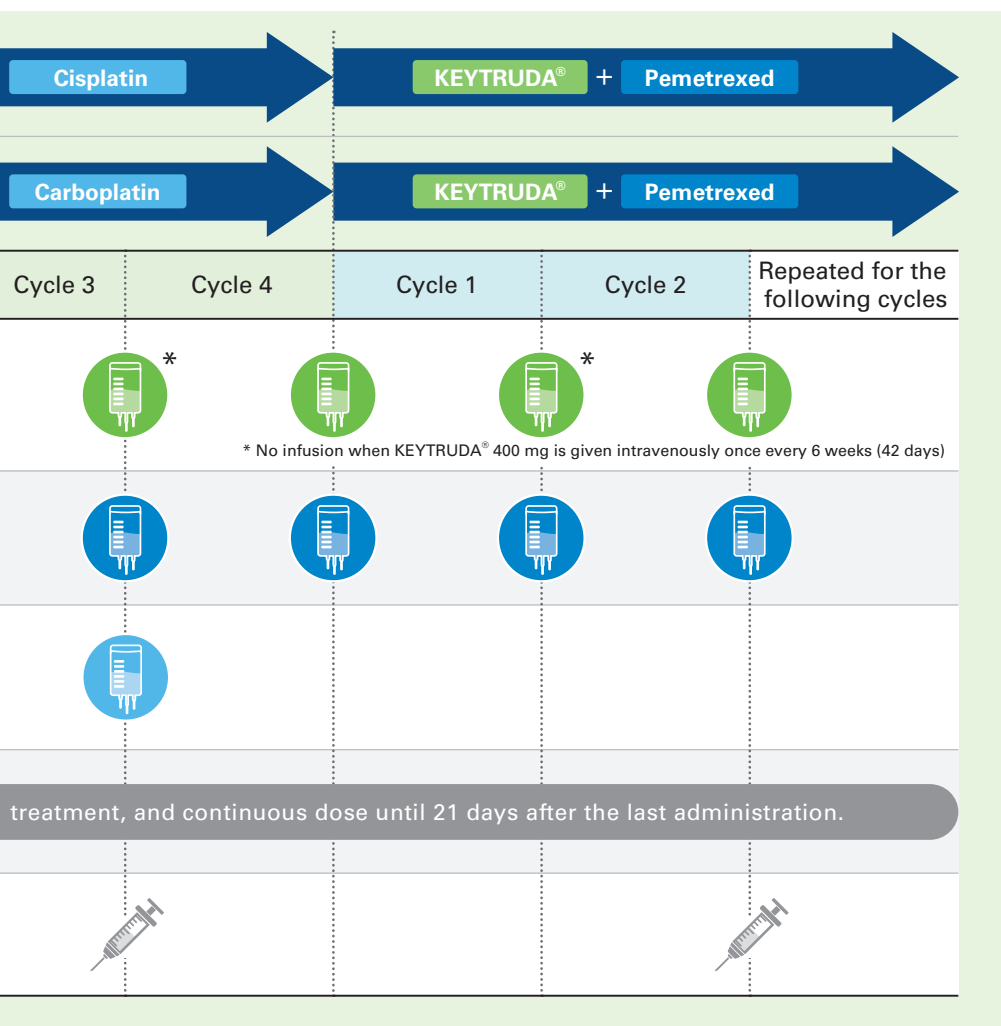 Cisplatin
KEYTRUDA® + Pemetrexed
Carboplatin
KEYTRUDA® + Pemetrexed
Cycle 3
Cycle 4
Cycle 1
Cycle 2
Repeated for the
following cycles
*
*
* No infusion when KEYTRUDA® 400 mg is given intravenously once every 6 weeks (42 days)
treatment, and continuous dose until 21 days after the last administration.